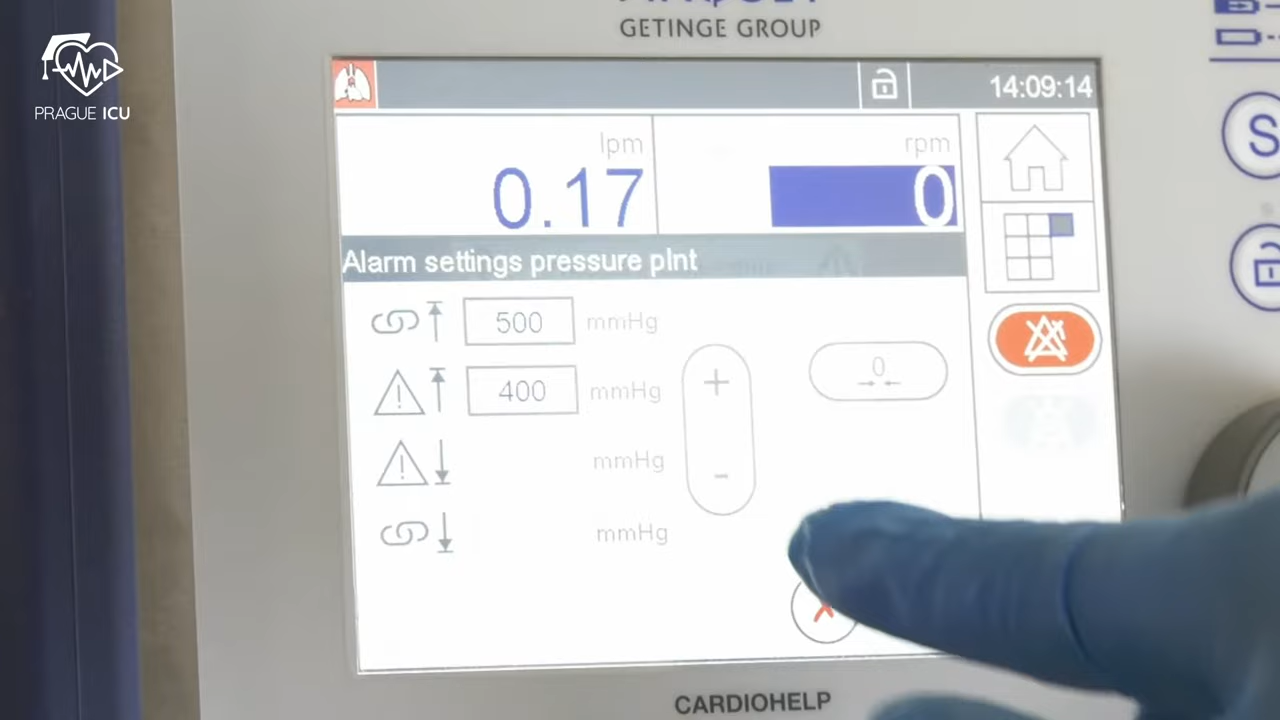 GETINGE GROUP
PRAGUE ICU
14:09:14
lpm
rpm
0.17
0
Alarm settings pressure pInt
500 mmHg
400 mmHg
0
+
mmHg
-
mmHg
S
CARDIOHELP